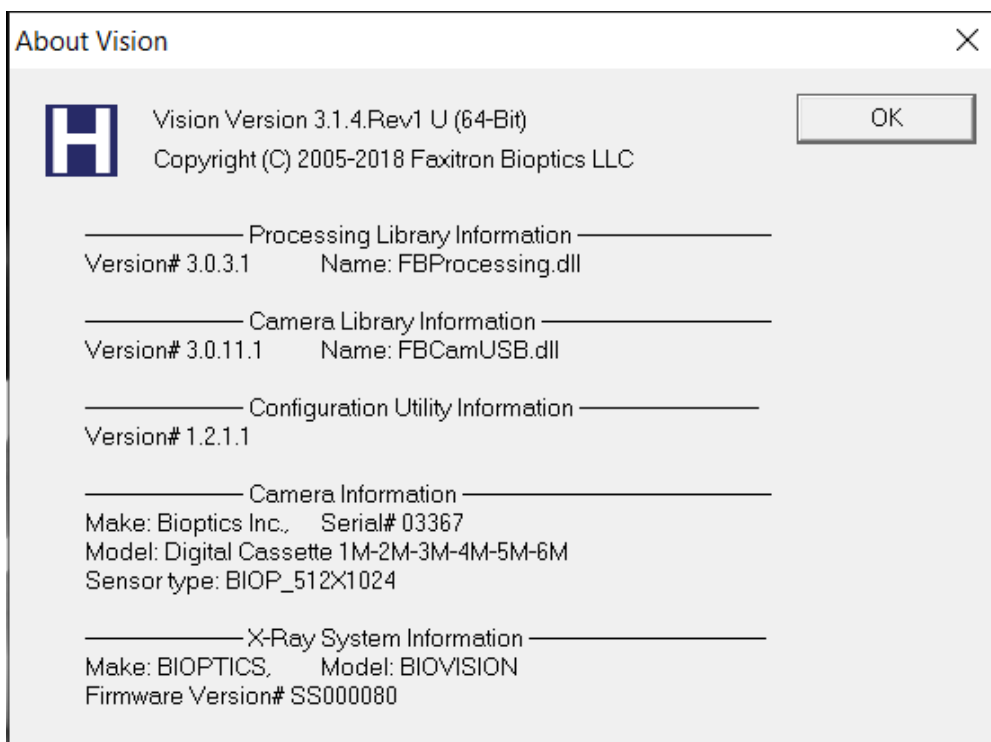 About Vision
H
Vision Version 3.1.4.Rev1 U (64-Bit)
OK
Copyright (C) 2005-2018 Faxitron Bioptics LLC
Processing Library Information
Version# 3.0.3.1 Name: FBProcessing.dll
Camera Library Information
Version# 3.0.11.1 Name: FBCamUSB.dll
Configuration Utility Information
Version# 1.2.1.1
Camera Information
Make: Bioptics Inc., Serial# 03367
Model: Digital Cassette 1M-2M-3M-4M-5M-6M
Sensor type: BIOP_512X1024
X-Ray System Information
Make: BIOPTICS, Model: BIOVISION
Firmware Version# SS000080